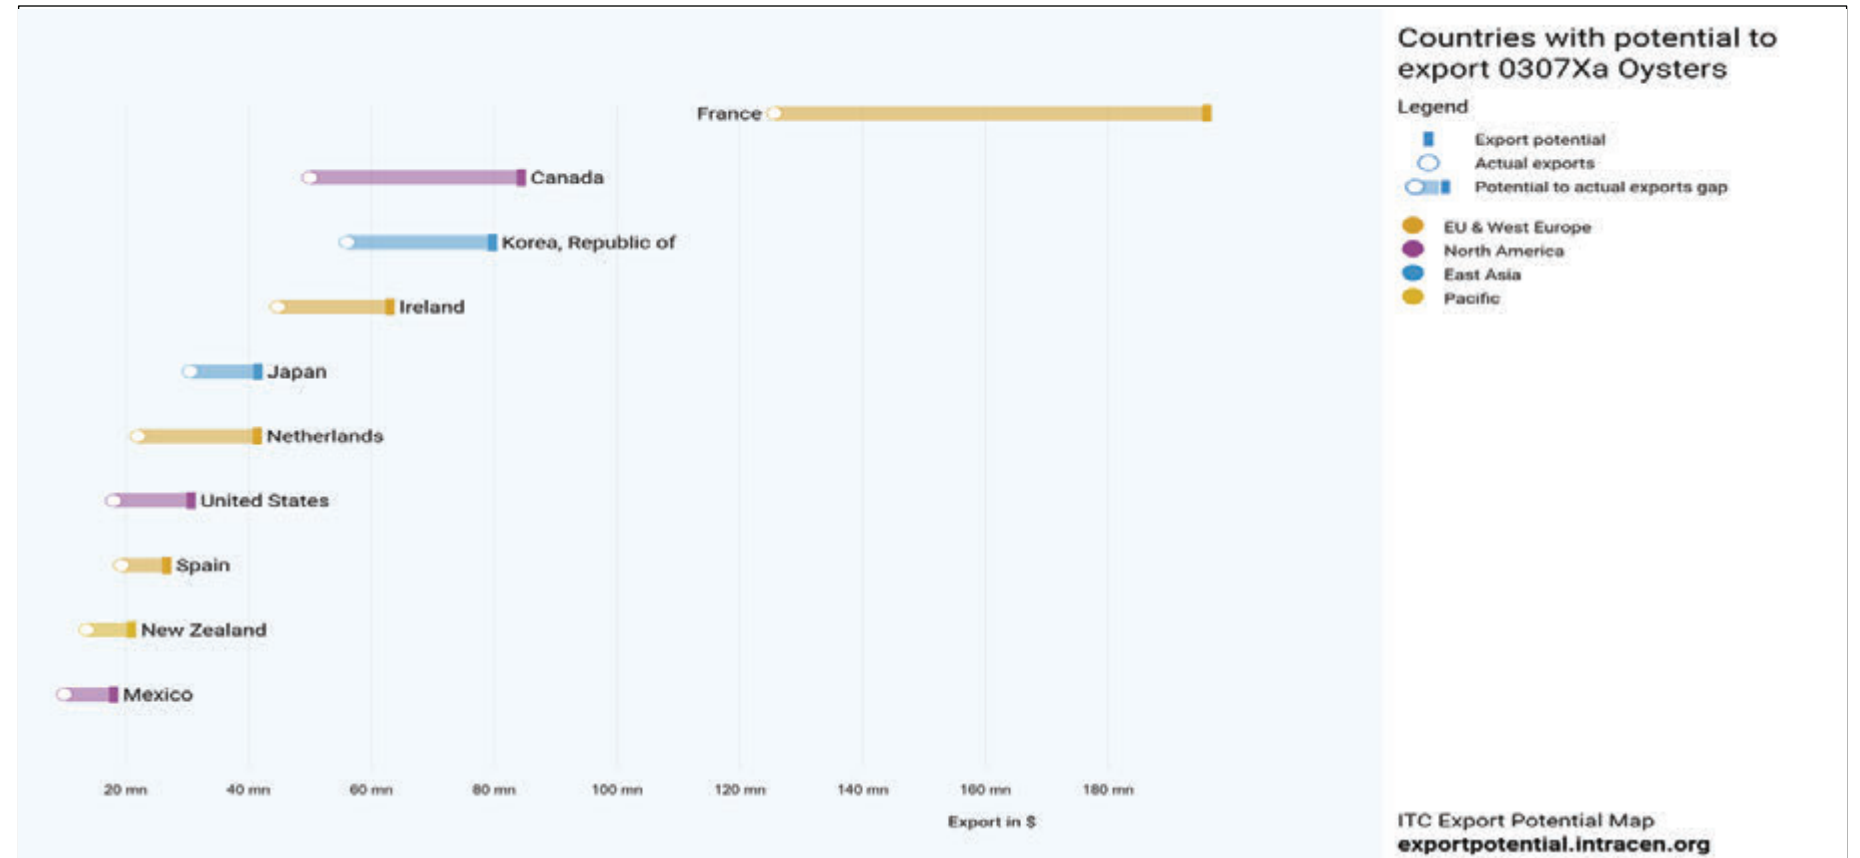 Countries with potential to
export 0307Xa Oysters
Legend
Export potential
Actual exports
Potential to actual exports gap
EU & West Europe
North America
East Asia
Pacific
France
Canada
Korea, Republic of
Ireland
Japan
Netherlands
United States
Spain
New Zealand
Mexico
20 mn 40 mn 60 mn 80 mn 100 mn 120 mn 140 mn 160 mn 180 mn
Export in $
ITC Export Potential Map
exportpotential.intracen.org